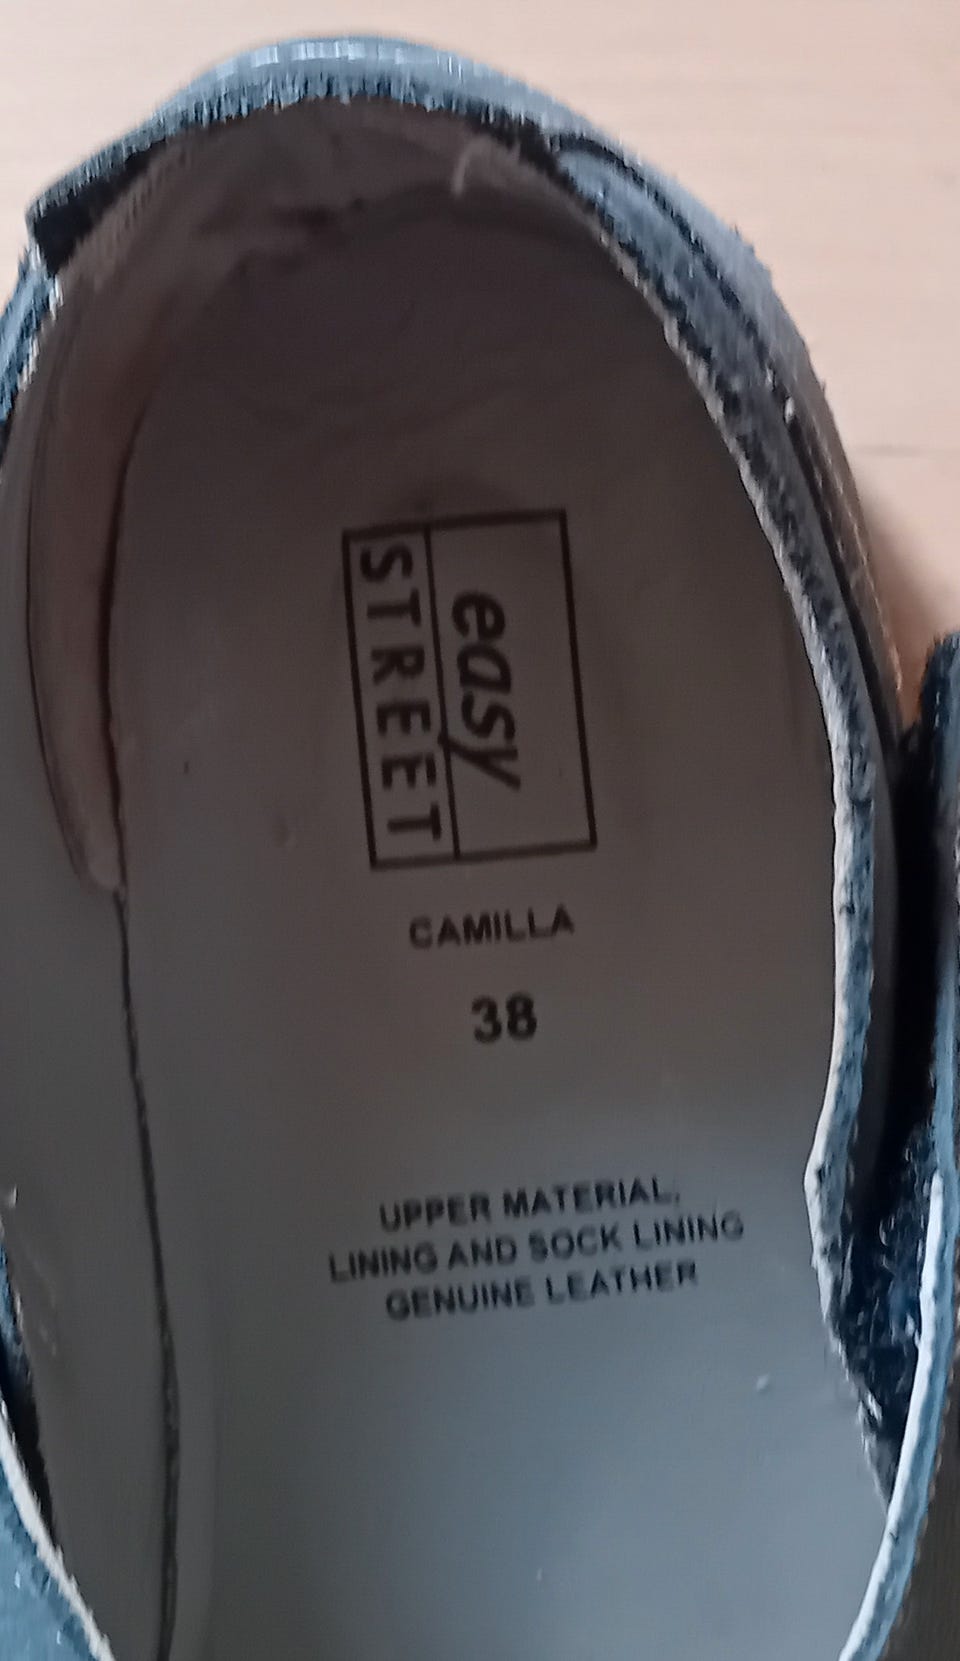 easy
STREET
CAMILLA
38
UPPER MATERIAL,
LINING AND SOCK LINING
GENUINE LEATHER